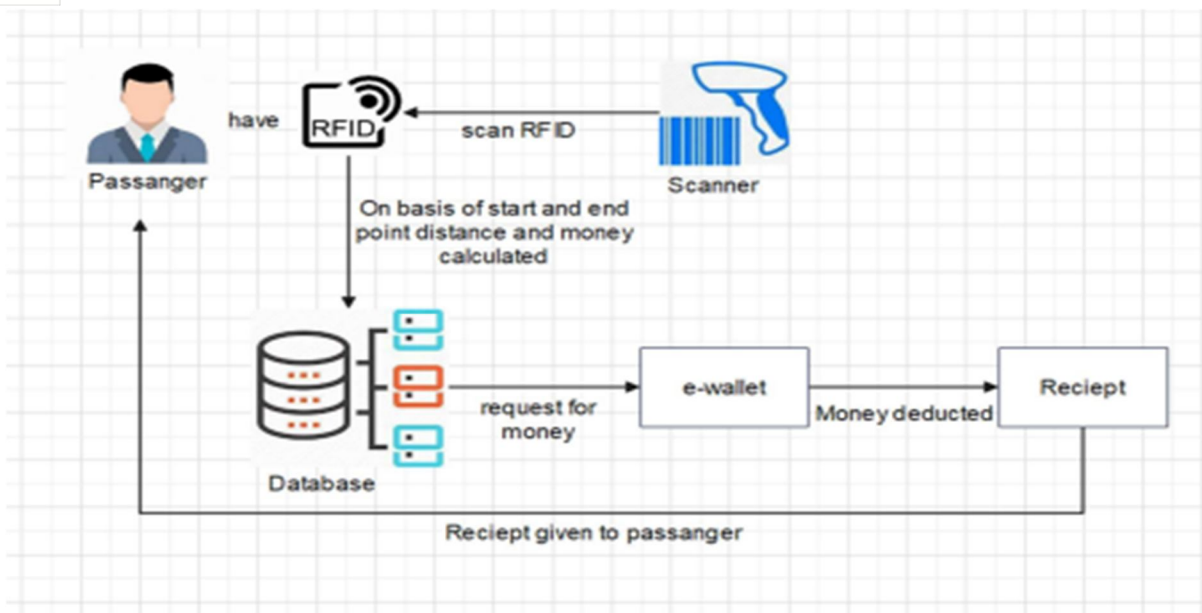 have
RFID
scan RFID
Passanger
Scanner
On basis of start and end
point distance and money
calculated
e-wallet
Reciept
request for
money
Money deducted
Database
Reciept given to passanger